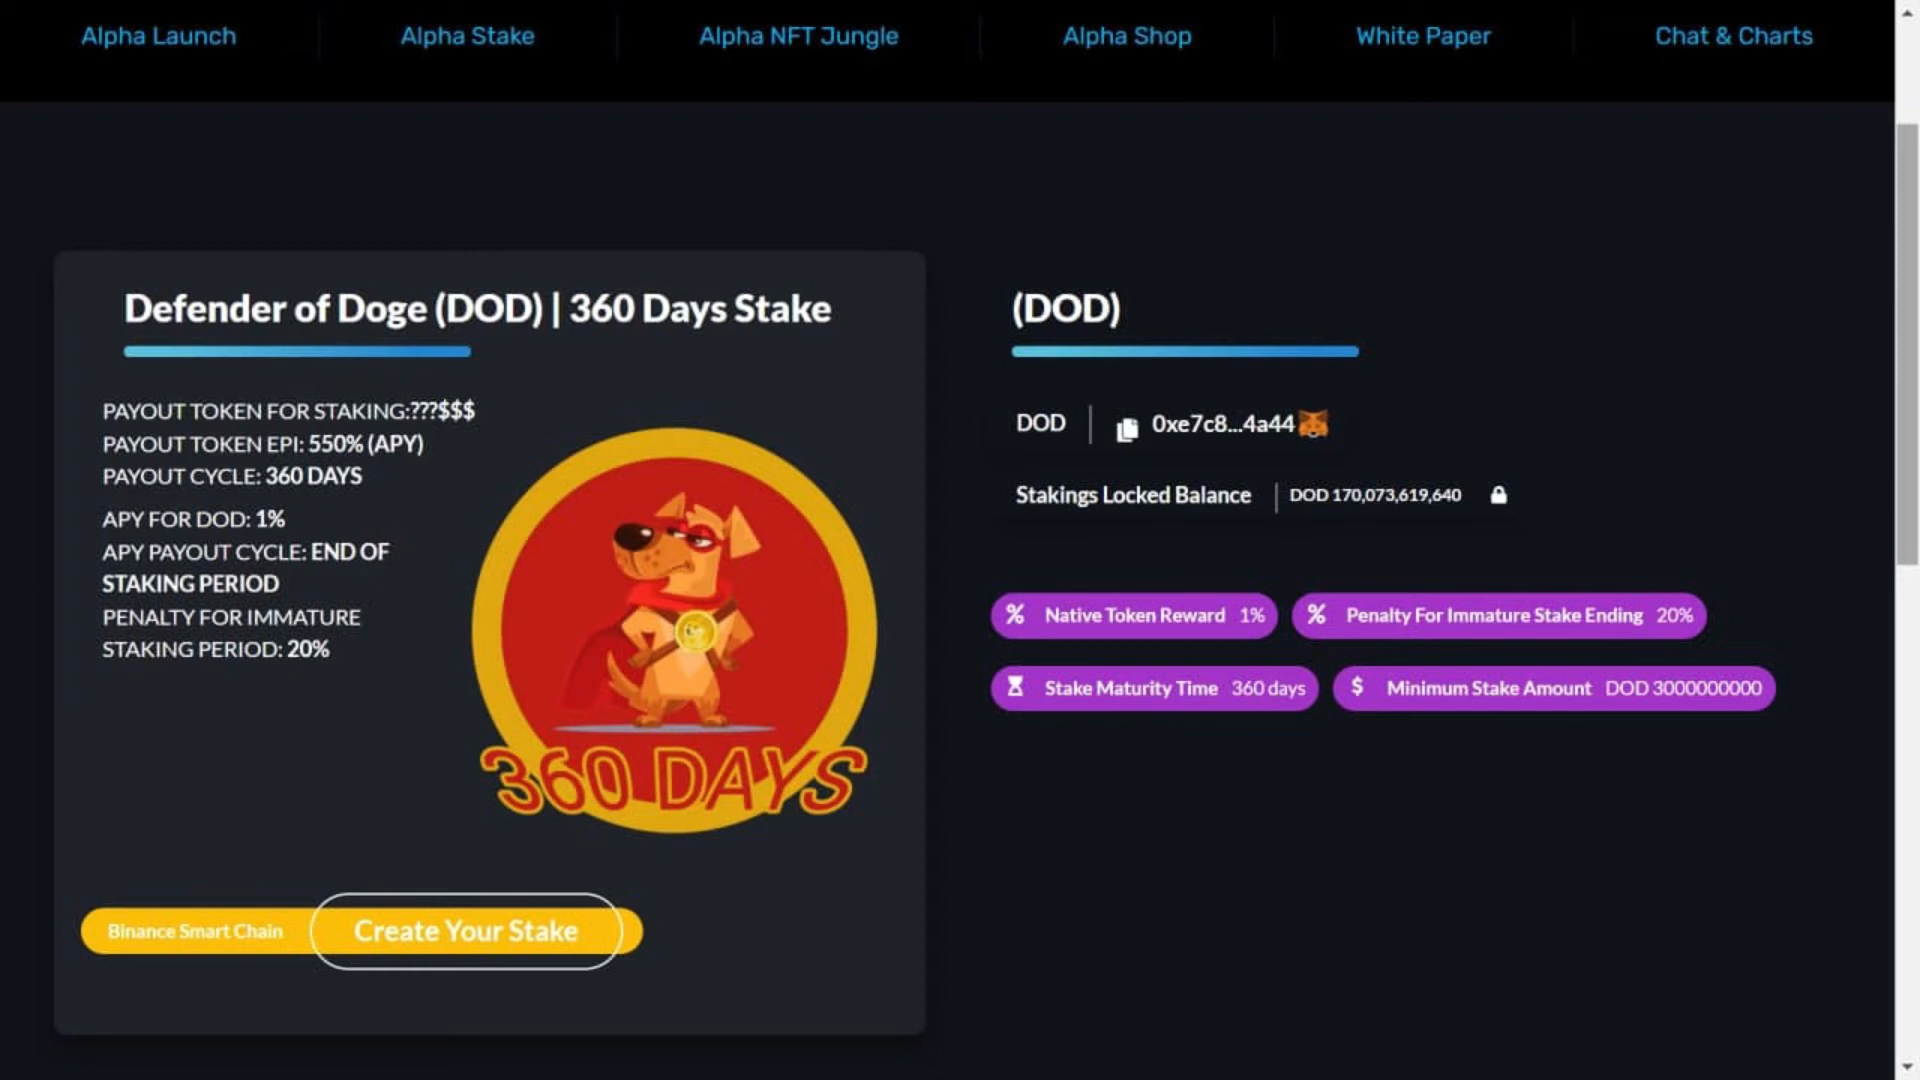 Alpha Launch
Alpha Stake
Alpha NFT Jungle
Alpha Shop
White Paper
Chat & Charts
Defender of Doge (DOD) | 360 Days Stake
PAYOUT TOKEN FOR STAKING:???$$$
PAYOUT TOKEN EPI: 550% (APY)
PAYOUT CYCLE: 360 DAYS
APY FOR DOD: 1%
APY PAYOUT CYCLE: END OF
STAKING PERIOD
PENALTY FOR IMMATURE
STAKING PERIOD: 20%
360 DAYS
Binance Smart Chain
Create Your Stake
(DOD)
DOD
0xe7c8...4a44
Stakings Locked Balance
DOD 170,073,619,640
% Native Token Reward 1%
% Penalty For Immature Stake Ending 20%
Stake Maturity Time 360 days
$ Minimum Stake Amount DOD 3000000000